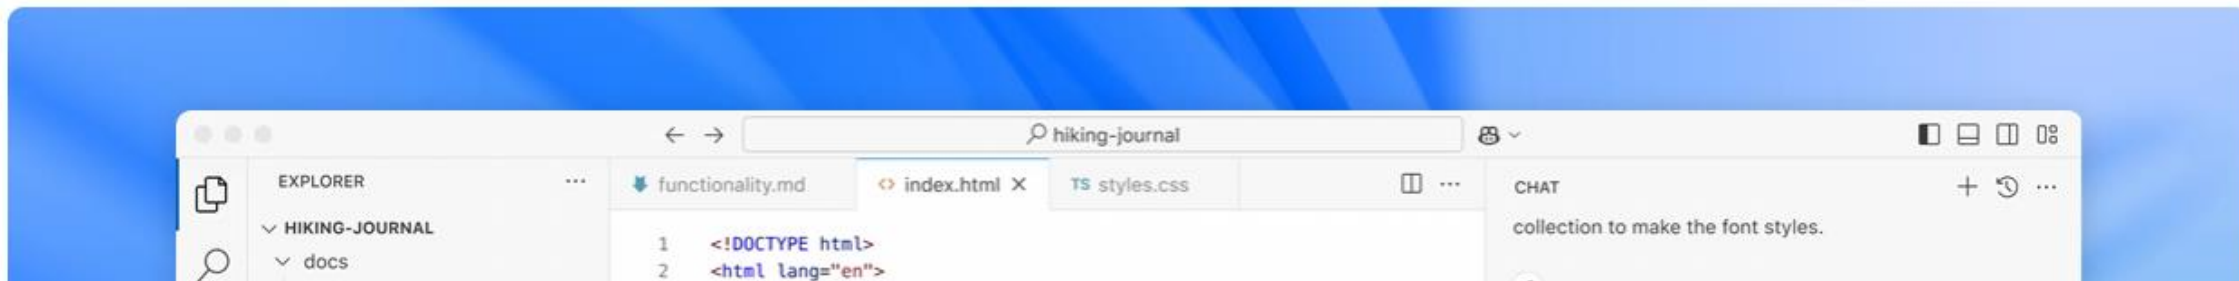 hiking-journal
EXPLORER
HIKING-JOURNAL
docs
functionality.md
index.html
TS styles.css
1 <!DOCTYPE html>
2 <html lang="en">
CHAT
collection to make the font styles.